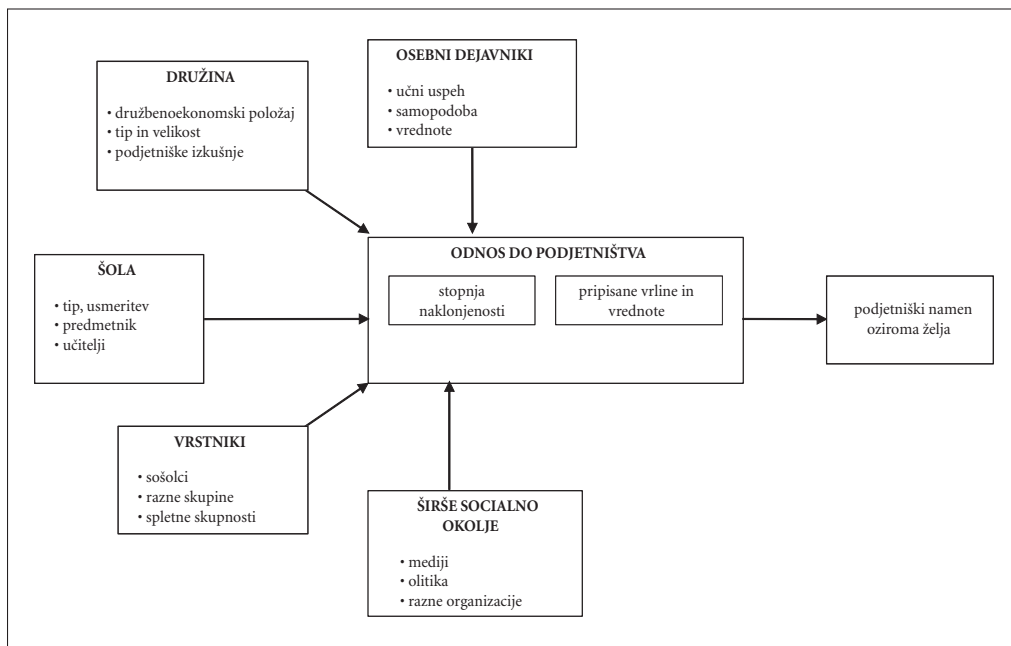 DRUŽINA
• družbenoekonomski položaj
• tip in velikost
• podjetniške izkušnje
OSEBNI DEJAVNIKI
• učni uspeh
• samopodoba
• vrednote
ŠOLA
• tip, usmeritev
• predmetnik
• učitelji
ODNOS DO PODJETNIŠTVA
stopnja
naklonjenosti
pripisane vrline in
vrednote
podjetniški namen
oziroma želja
VRSTNIKI
• sošolci
• razne skupine
• spletne skupnosti
ŠIRŠE SOCIALNO
OKOLJE
• mediji
• olitika
• razne organizacije